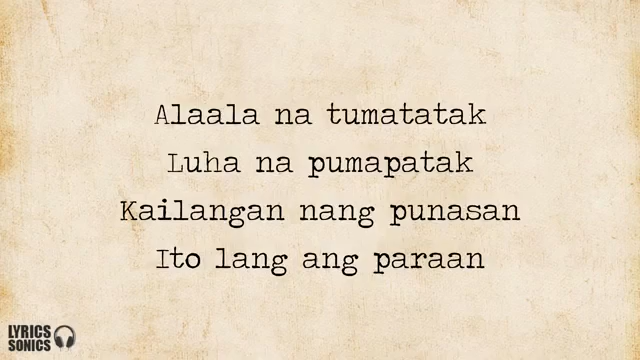 Alaala na tumatatak
Luha na pumapatak
Kailangan nang punasan
Ito lang ang paraan
LYRICS
SONICS